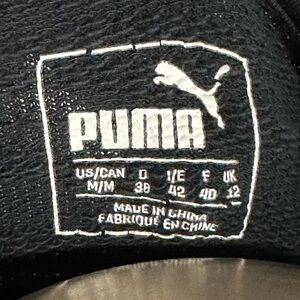 PUMA
US/CAN D I/E F UK
M/M 38 42 40 12
MADE IN CHINA
FABRIQUÉ EN CHINE